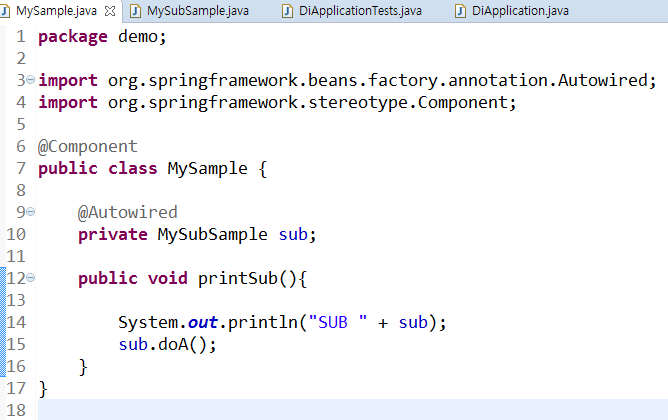 MySample.java MySubSample.java DiApplicationTests.java DiApplication.java
1 package demo;
2
3 import org.springframework.beans.factory.annotation.Autowired;
4 import org.springframework.stereotype.Component;
5
6 @Component
7 public class MySample {
8
9 @Autowired
10 private MySubSample sub;
11
12 public void printSub(){
13
14 System.out.println("SUB " + sub);
15 sub.doA();
16 }
17 }
18